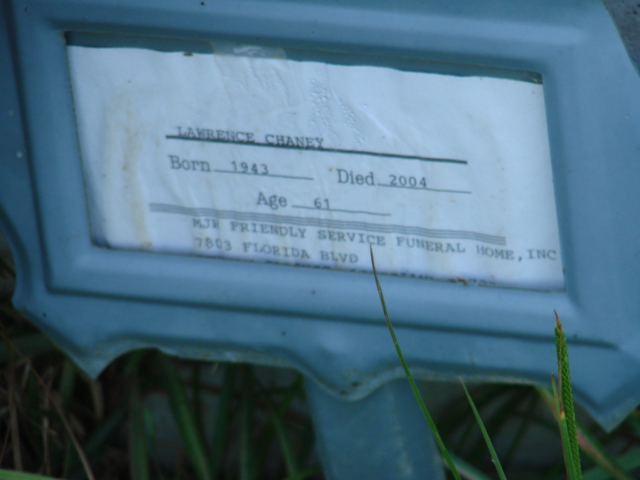 LAWRENCE CHANEY
Born 1943 Died 2004
Age 61
MJR FRIENDLY SERVICE FUNERAL HOME, INC
7803 FLORIDA BLVD